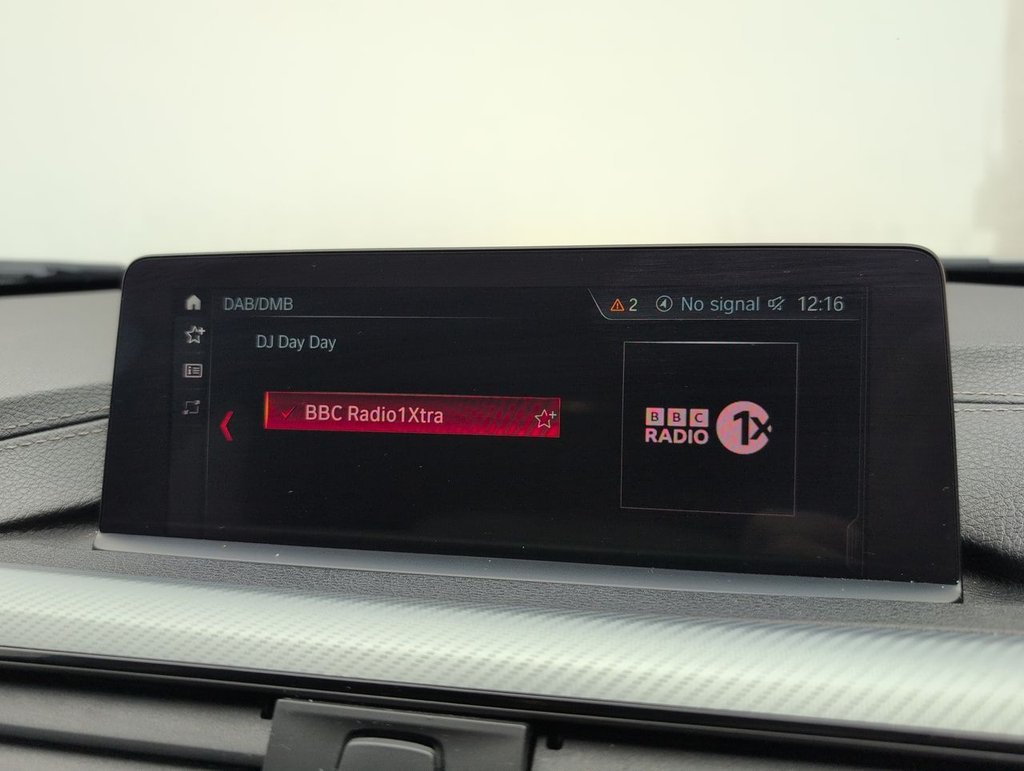 DAB/DMB
2 No signal 12:16
DJ Day Day
BBC Radio1Xtra
BBC
RADIO
1X